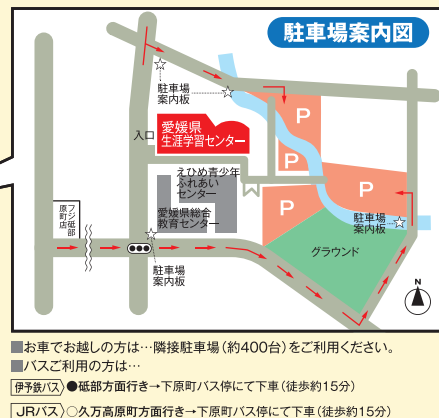 駐車場案内図
駐車場
案内板
P
入口
愛媛県
生涯学習センター
P
えひめ青少年
ふれあい
センター
P
P
フジ砥部
原町店
愛媛県総合
教育センター
駐車場
案内板
グラウンド
駐車場
案内板
N
■お車でお越しの方は…隣接駐車場(約400台)をご利用ください。
■バスご利用の方は…
伊予鉄バス ●砥部方面行き→下原町バス停にて下車(徒歩約15分)
JRバス ○久万高原町方面行き→下原町バス停にて下車(徒歩約15分)